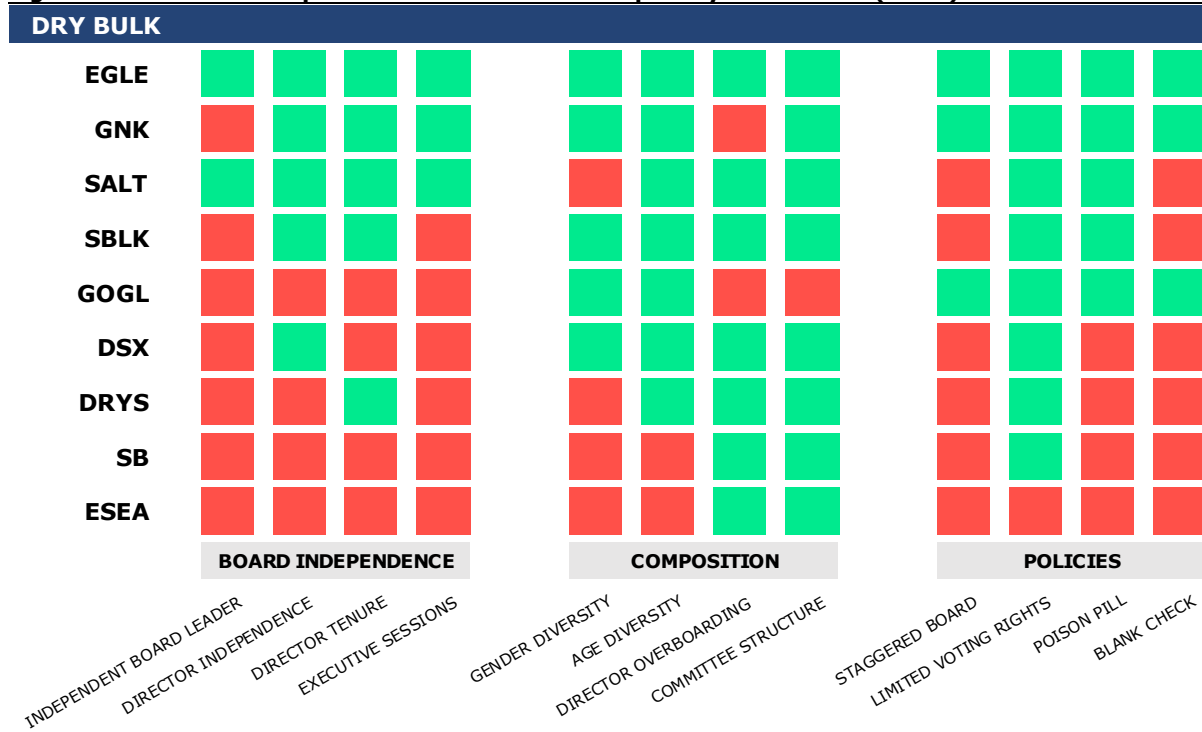 DRY BULK
EGLE
GNK
SALT
SBLK
GOGL
DSX
DRYS
SB
ESEA
BOARD INDEPENDENCE
COMPOSITION
POLICIES
INDEPENDENT BOARD LEADER
DIRECTOR INDEPENDENCE
DIRECTOR TENURE
EXECUTIVE SESSIONS
GENDER DIVERSITY
AGE DIVERSITY
DIRECTOR OVERBOARDING
COMMITTEE STRUCTURE
STAGGERED BOARD
LIMITED VOTING RIGHTS
POISON PILL
BLANK CHECK